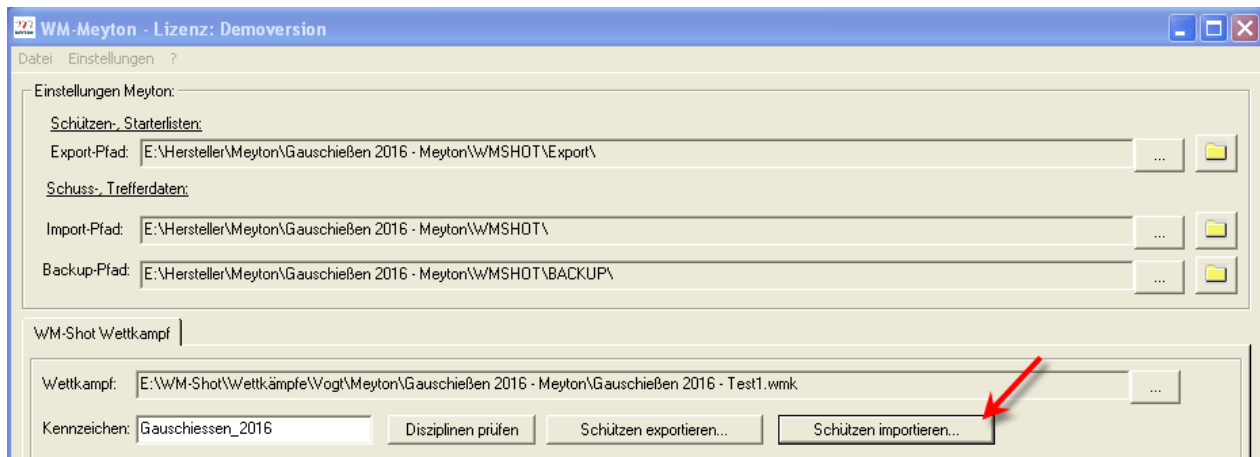 WM-Meyton - Lizenz: Demoversion
Datei Einstellungen ?
Einstellungen Meyton:
Schützen-, Starterlisten:
Export-Pfad: E:\Hersteller\Meyton\Gauschießen 2016 - Meyton\WMSHOT\Export\ ...
Schuss-, Trefferdaten:
Import-Pfad: E:\Hersteller\Meyton\Gauschießen 2016 - Meyton\WMSHOT\ ...
Backup-Pfad: E:\Hersteller\Meyton\Gauschießen 2016 - Meyton\WMSHOT\BACKUP\ ...
WM-Shot Wettkampf
Wettkampf: E:\WM-Shot\Wettkämpfe\Vogt\Meyton\Gauschießen 2016 - Meyton\Gauschießen 2016 - Test1.wmk ...
Kennzeichen: Gauschiessen_2016 Disziplinen prüfen Schützen exportieren... Schützen importieren...